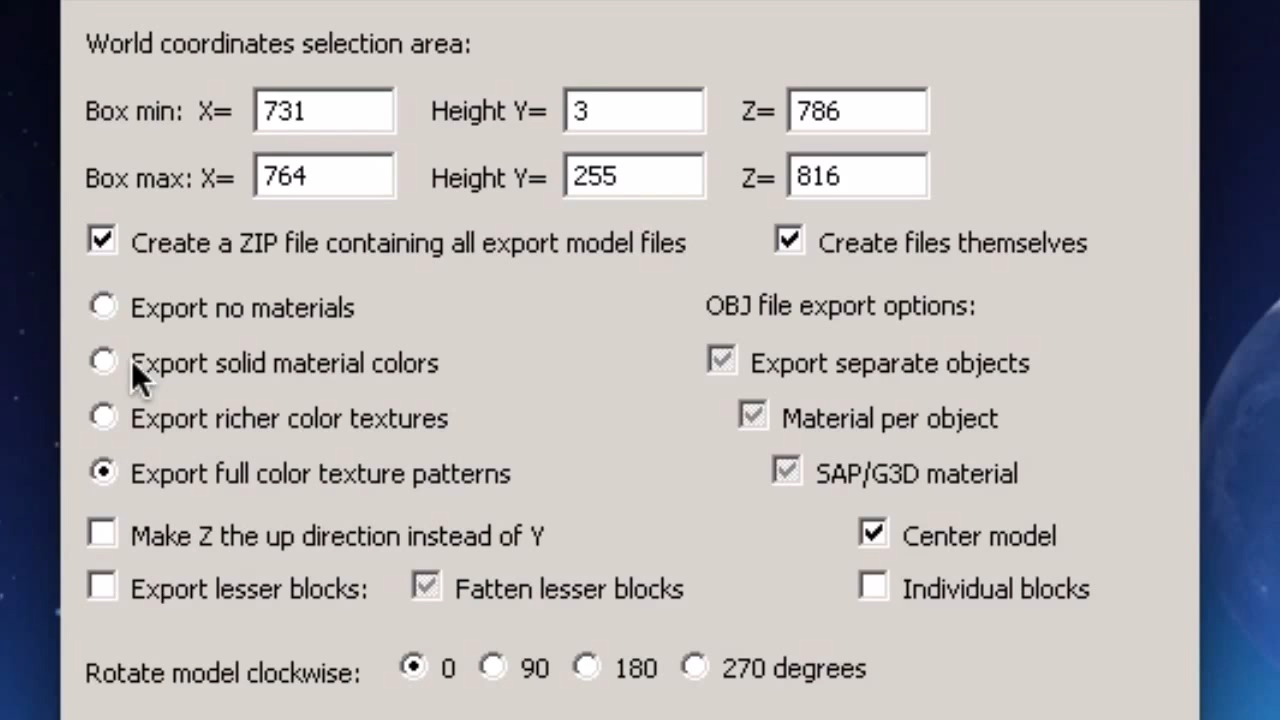 World coordinates selection area:
Box min: X= 731 Height Y= 3 Z= 786
Box max: X= 764 Height Y= 255 Z= 816
Create a ZIP file containing all export model files Create files themselves
Export no materials OBJ file export options:
Export solid material colors Export separate objects
Export richer color textures Material per object
Export full color texture patterns SAP/G3D material
Make Z the up direction instead of Y Center model
Export lesser blocks: Fatten lesser blocks Individual blocks
Rotate model clockwise: 0 90 180 270 degrees